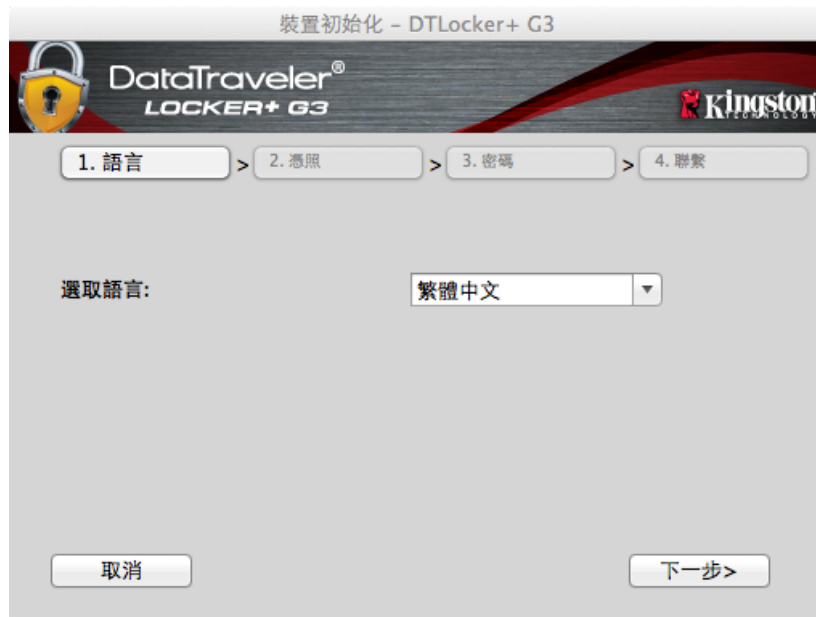 裝置初始化 – DTLocker+ G3
DataTraveler®
LOCKER+ G3
Kingston
TECHNOLOGY
1. 語言 > 2. 憑照 > 3. 密碼 > 4. 聯繫
選取語言: 繁體中文
取消 下一步>